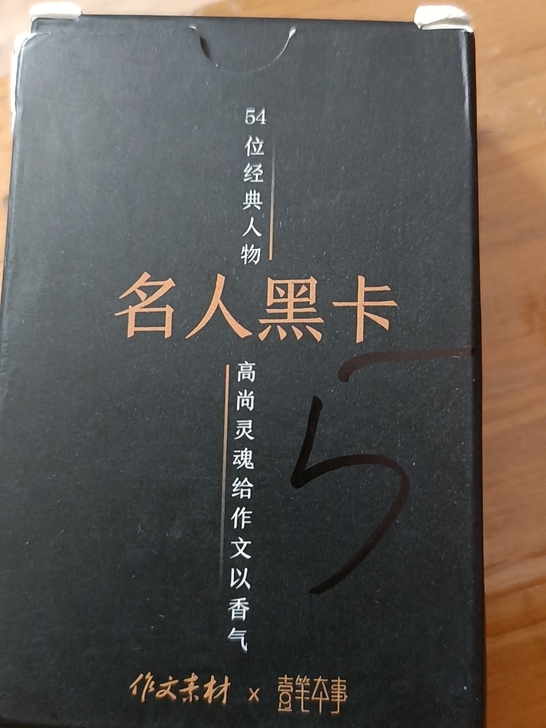 54位经典人物
名人黑卡
高尚灵魂给作文以香气
5
作文素材 x 壹笔本事